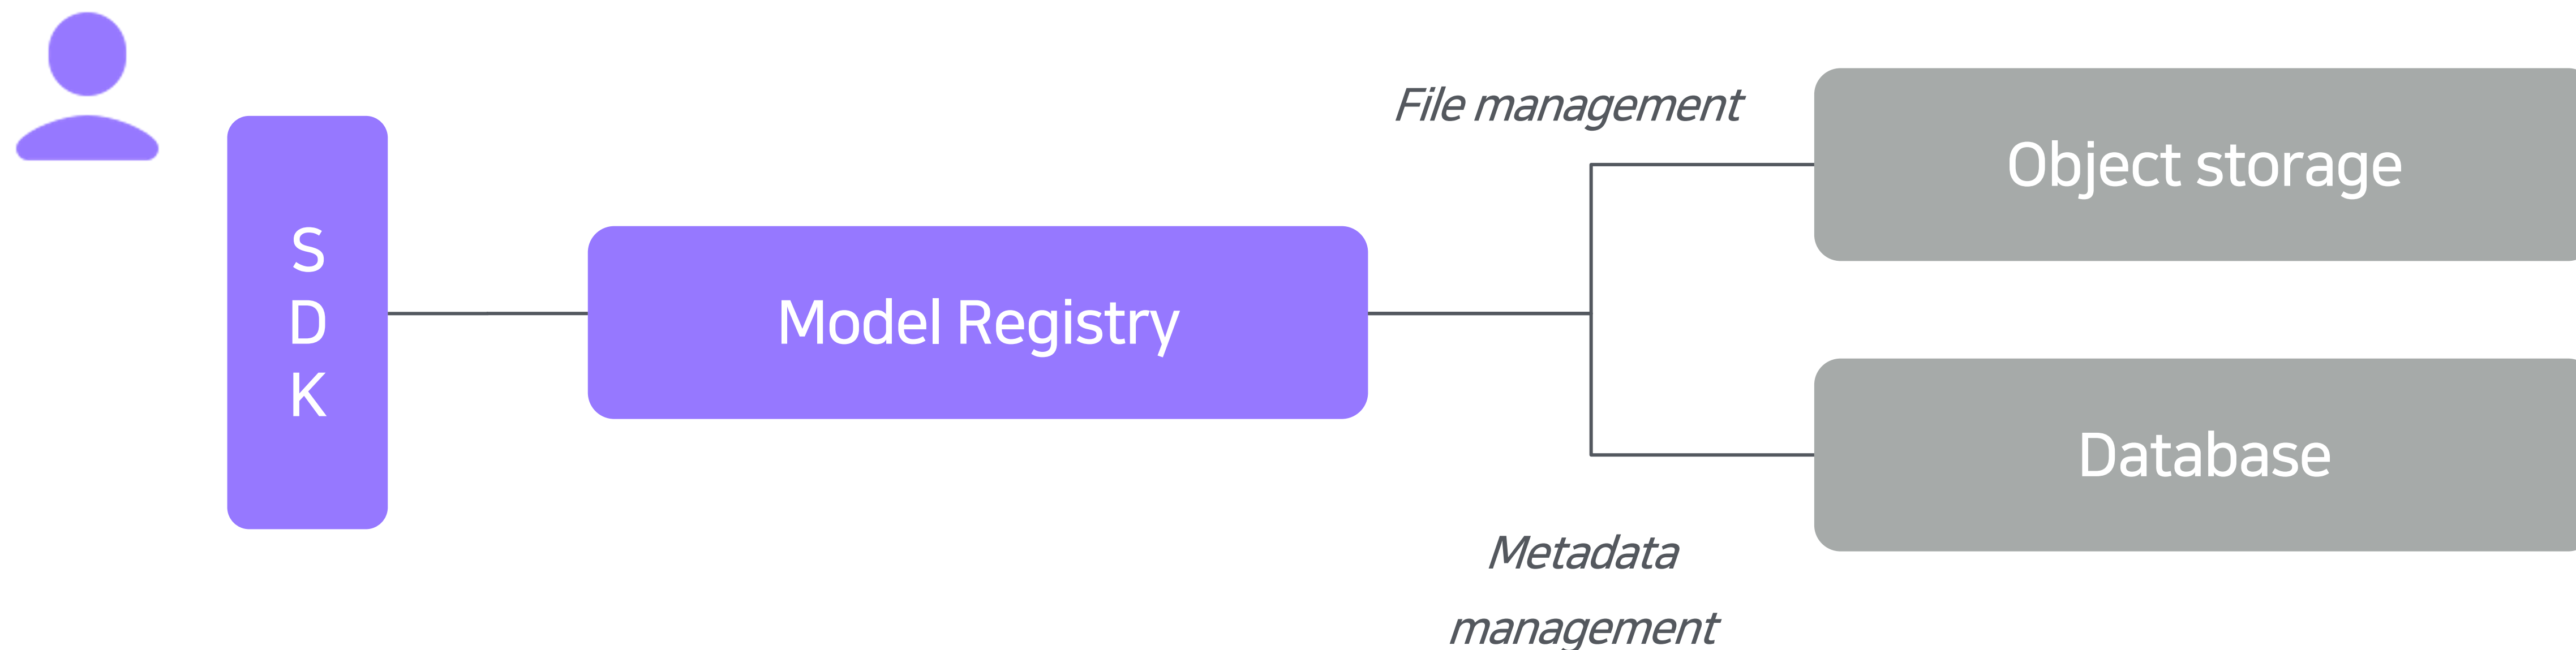 S
D
K
Model Registry
File management
Object storage
Database
Metadata
management